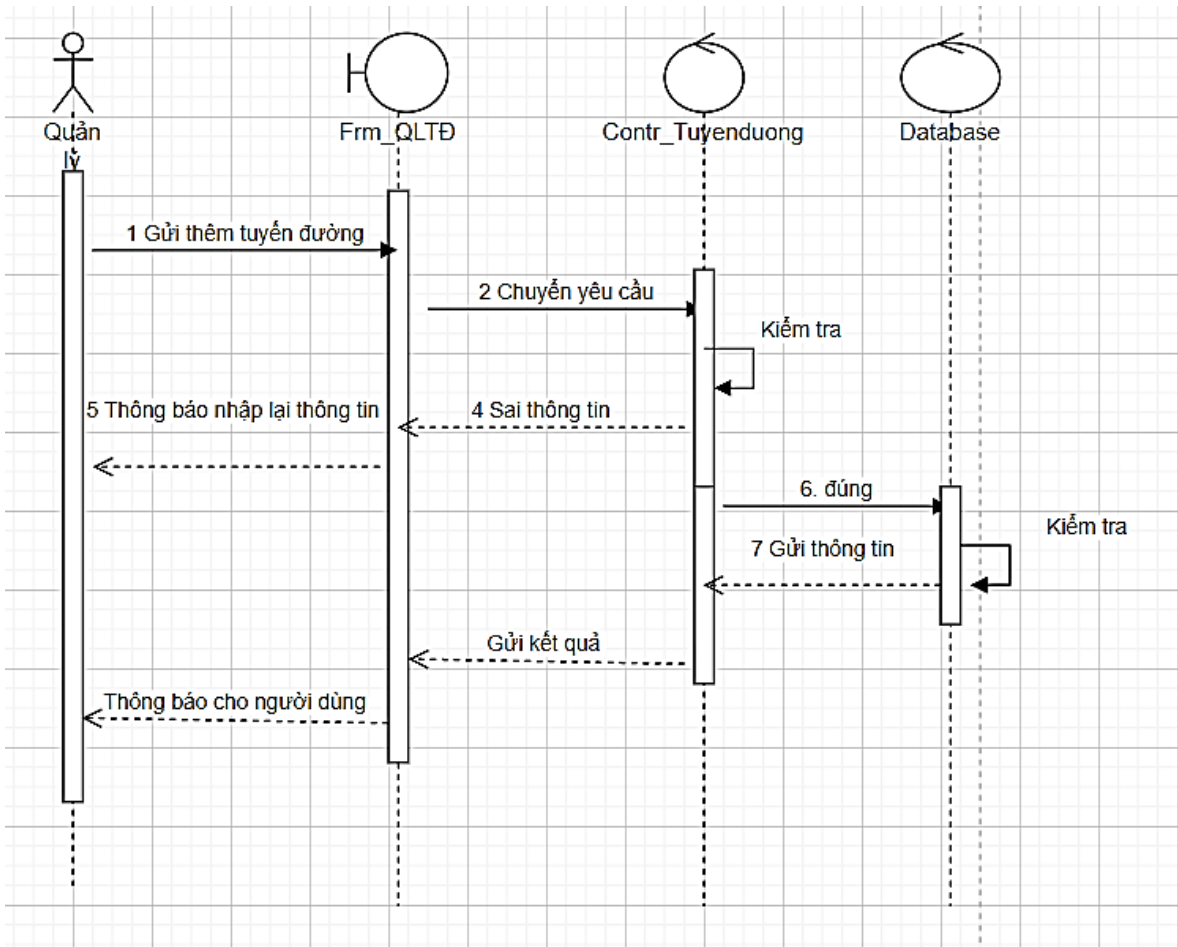 Quản
lý
Frm_QLTĐ
Contr_Tuyenduong
Database
1 Gửi thêm tuyến đường
2 Chuyển yêu cầu
Kiểm tra
5 Thông báo nhập lại thông tin
4 Sai thông tin
6. đúng
Kiểm tra
7 Gửi thông tin
Gửi kết quả
Thông báo cho người dùng